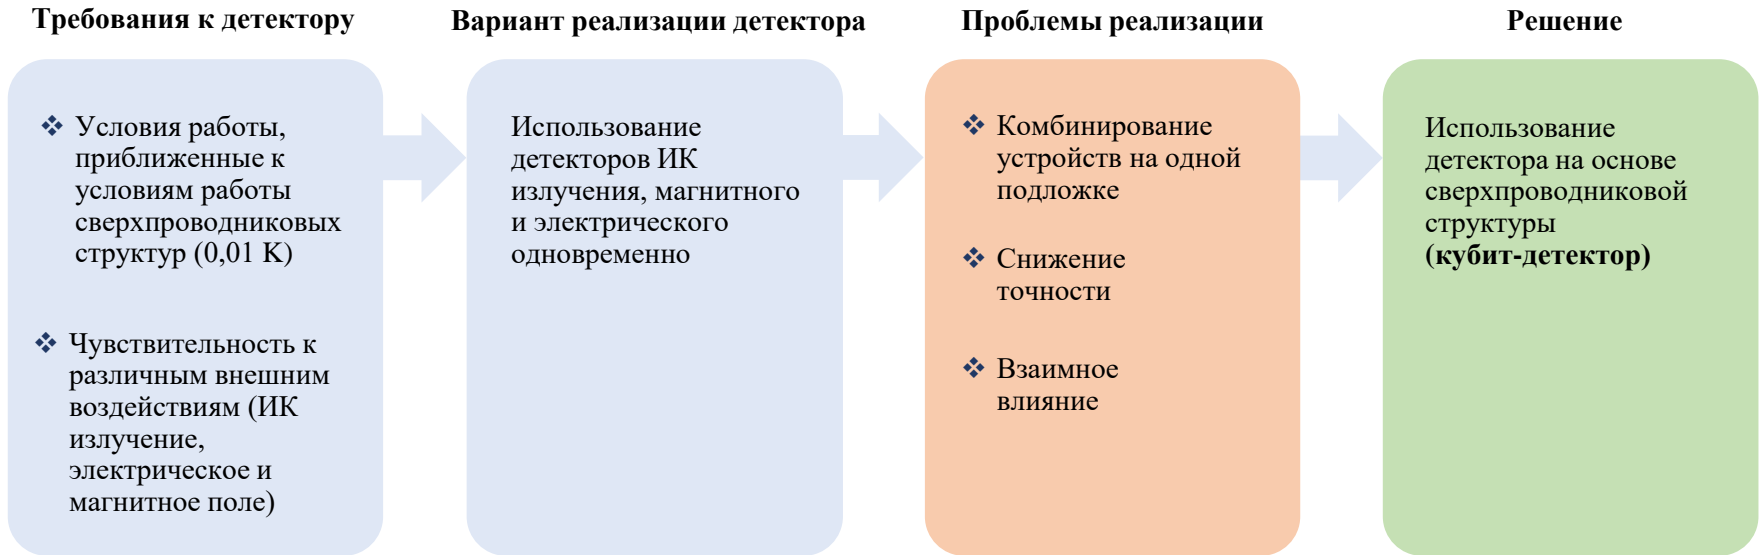 Требования к детектору
Вариант реализации детектора
Проблемы реализации
Решение
❖ Условия работы,
приближенные к
условиям работы
сверхпроводниковых
структур (0,01 K)
❖ Чувствительность к
различным внешним
воздействиям (ИК
излучение,
электрическое и
магнитное поле)
Использование
детекторов ИК
излучения, магнитного
и электрического
одновременно
❖ Комбинирование
устройств на одной
подложке
❖ Снижение
точности
❖ Взаимное
влияние
Использование
детектора на основе
сверхпроводниковой
структуры
(кубит-детектор)